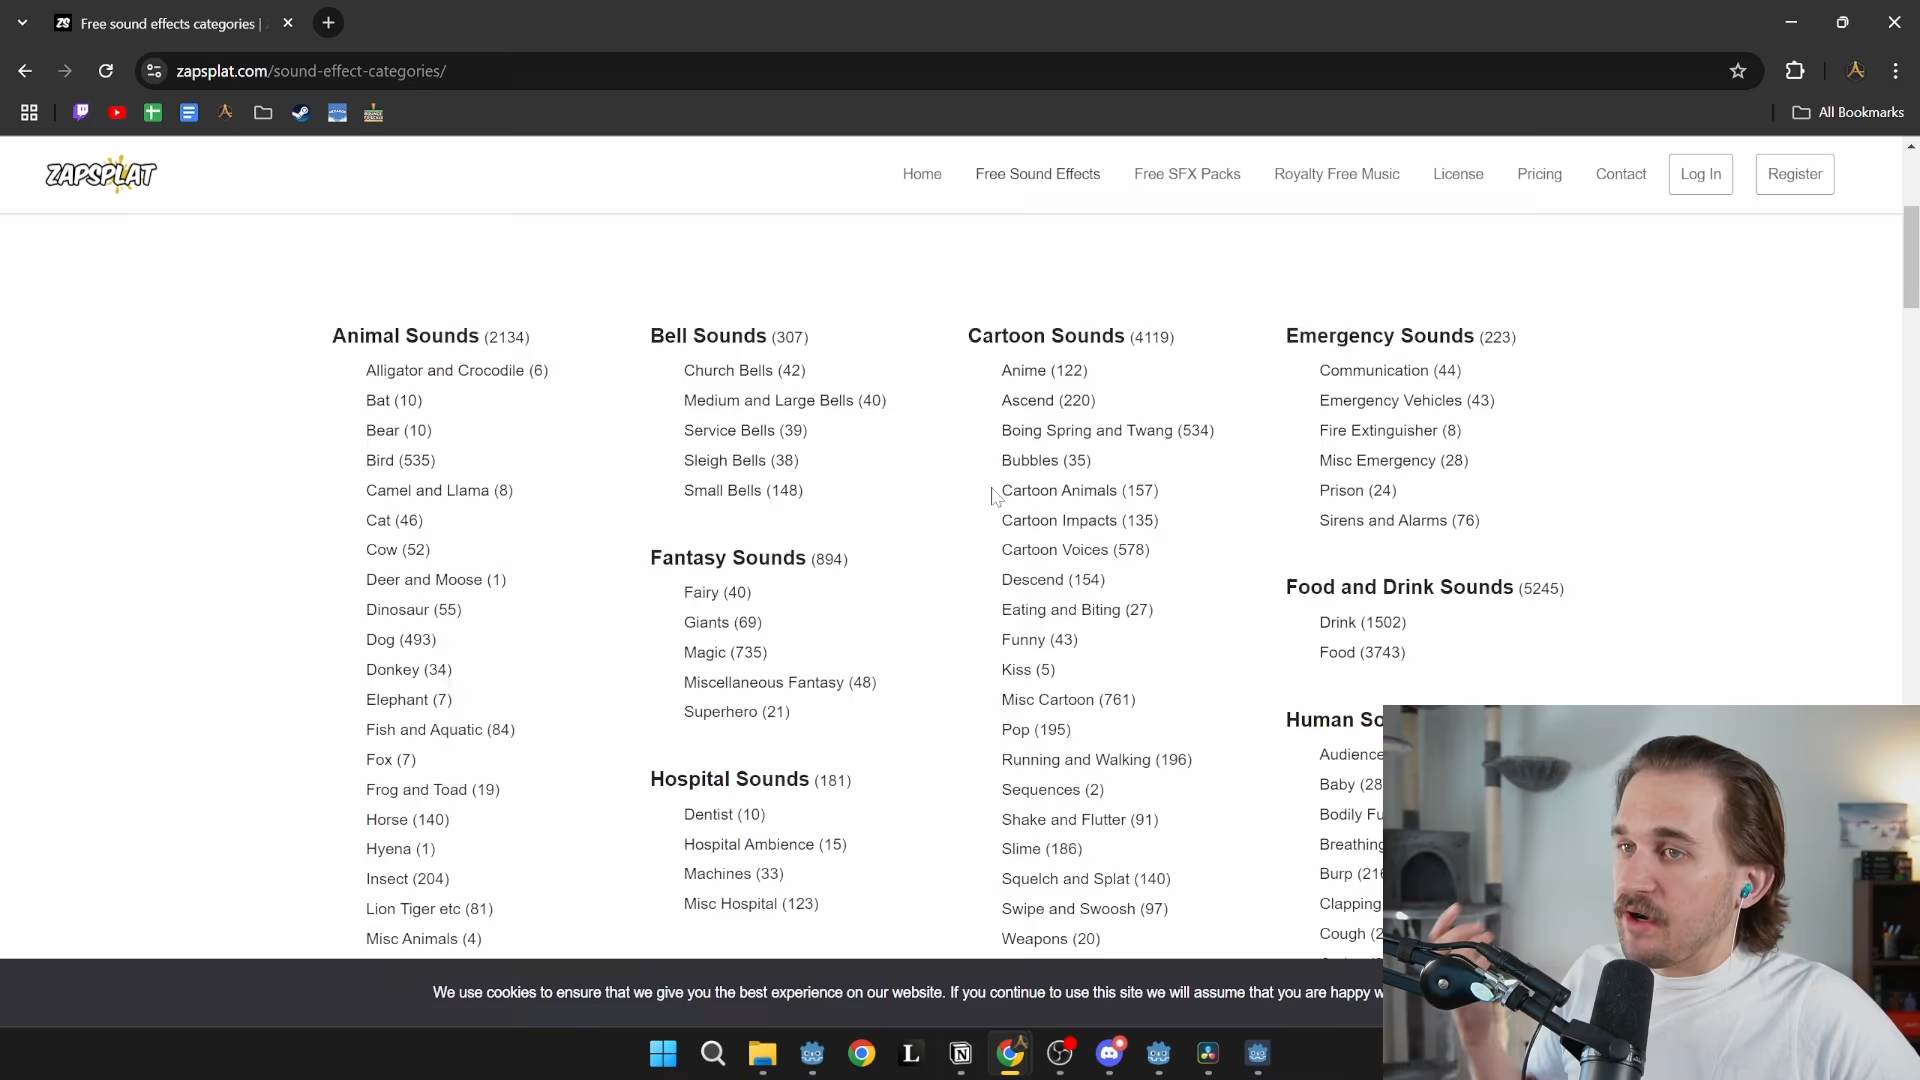 Free sound effects categories |
zapsplat.com/sound-effect-categories/
All Bookmarks
ZAPSPLAT
Home
Free Sound Effects
Free SFX Packs
Royalty Free Music
License
Pricing
Contact
Log In
Register
Animal Sounds (2134)
Alligator and Crocodile (6)
Bat (10)
Bear (10)
Bird (535)
Camel and Llama (8)
Cat (46)
Cow (52)
Deer and Moose (1)
Dinosaur (55)
Dog (493)
Donkey (34)
Elephant (7)
Fish and Aquatic (84)
Fox (7)
Frog and Toad (19)
Horse (140)
Hyena (1)
Insect (204)
Lion Tiger etc (81)
Misc Animals (4)
Bell Sounds (307)
Church Bells (42)
Medium and Large Bells (40)
Service Bells (39)
Sleigh Bells (38)
Small Bells (148)
Fantasy Sounds (894)
Fairy (40)
Giants (69)
Magic (735)
Miscellaneous Fantasy (48)
Superhero (21)
Hospital Sounds (181)
Dentist (10)
Hospital Ambience (15)
Machines (33)
Misc Hospital (123)
Cartoon Sounds (4119)
Anime (122)
Ascend (220)
Boing Spring and Twang (534)
Bubbles (35)
Cartoon Animals (157)
Cartoon Impacts (135)
Cartoon Voices (578)
Descend (154)
Eating and Biting (27)
Funny (43)
Kiss (5)
Misc Cartoon (761)
Pop (195)
Running and Walking (196)
Sequences (2)
Shake and Flutter (91)
Slime (186)
Squelch and Splat (140)
Swipe and Swoosh (97)
Weapons (20)
Emergency Sounds (223)
Communication (44)
Emergency Vehicles (43)
Fire Extinguisher (8)
Misc Emergency (28)
Prison (24)
Sirens and Alarms (76)
Food and Drink Sounds (5245)
Drink (1502)
Food (3743)
Human So
Audience
Baby (28
Bodily Fu
Breathing
Burp (216
Clapping
Cough (2
We use cookies to ensure that we give you the best experience on our website. If you continue to use this site we will assume that you are happy w